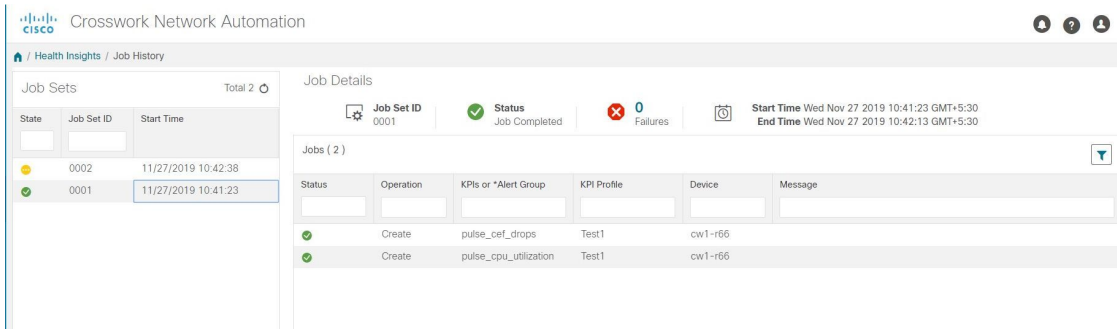 CISCO Crosswork Network Automation
/ Health Insights / Job History
Job Sets Total 2
State Job Set ID Start Time
0002 11/27/2019 10:42:38
0001 11/27/2019 10:41:23
Job Details
Job Set ID
0001
Status
Job Completed
0
Failures
Start Time Wed Nov 27 2019 10:41:23 GMT+5:30
End Time Wed Nov 27 2019 10:42:13 GMT+5:30
Jobs ( 2 )
Status Operation KPIs or *Alert Group KPI Profile Device Message
Create pulse_cef_drops Test1 cw1-r66
Create pulse_cpu_utilization Test1 cw1-r66